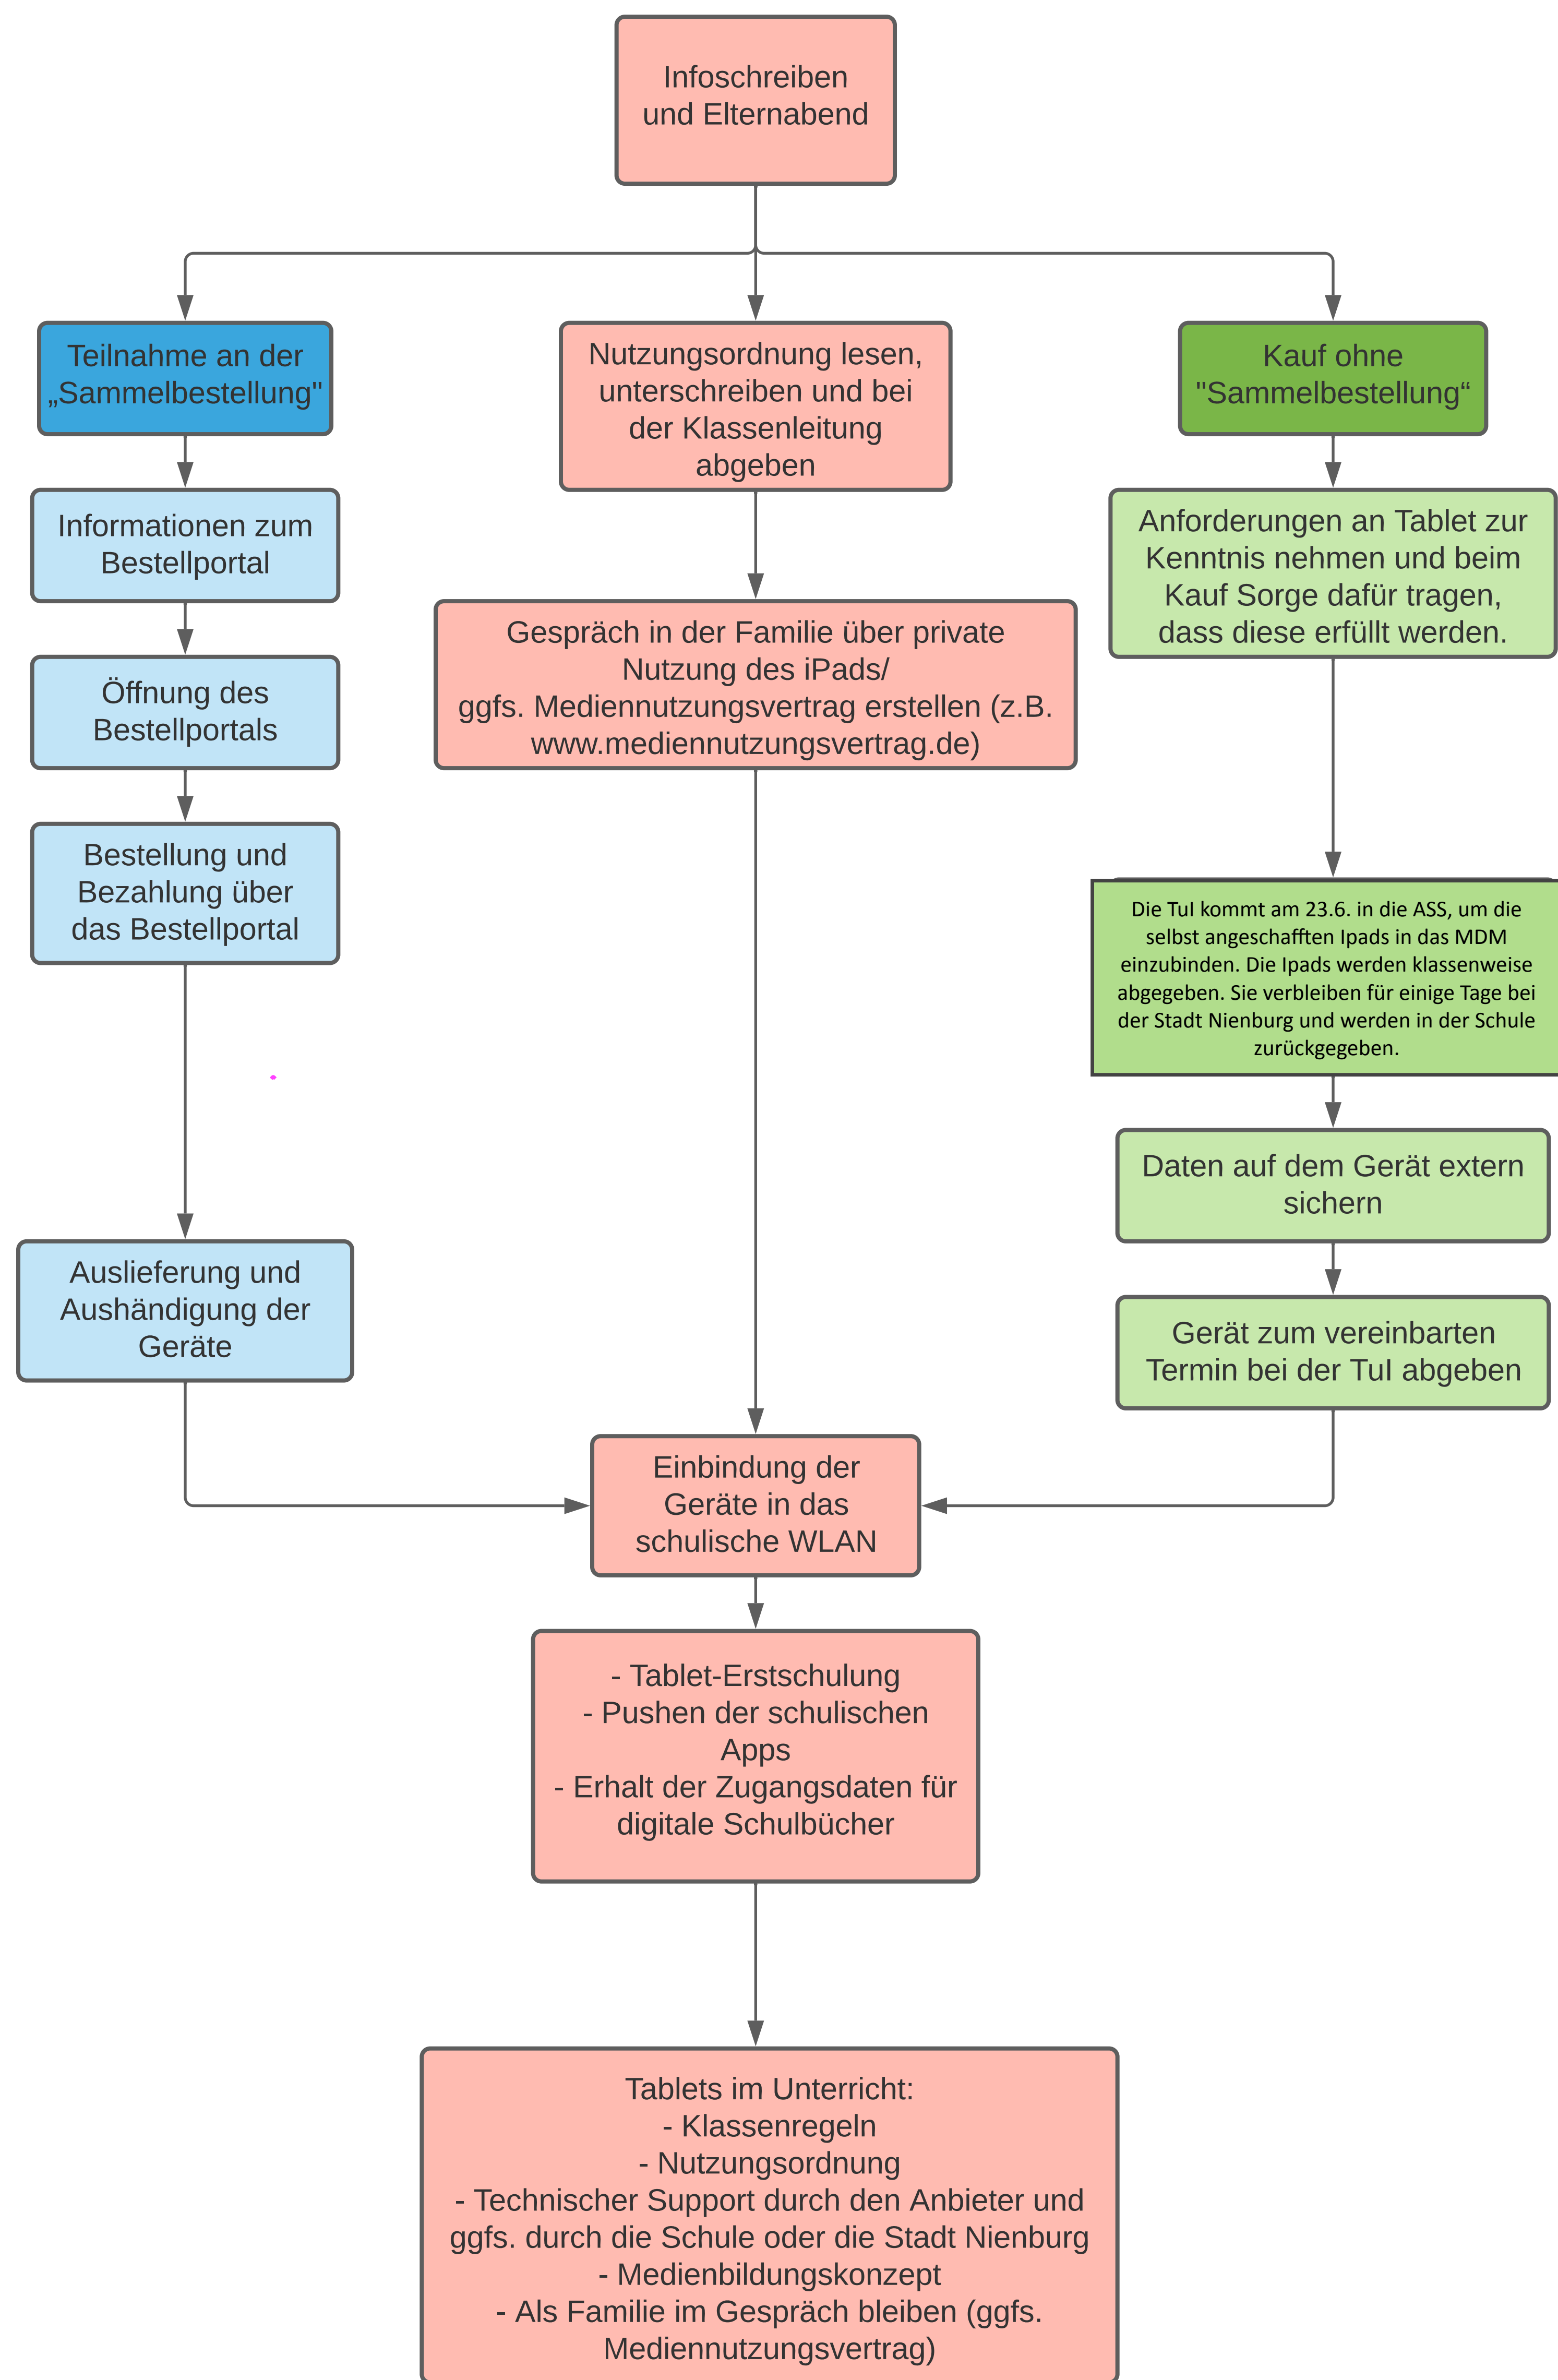 Infoschreiben
und Elternabend
Teilnahme an der
„Sammelbestellung"
Nutzungsordnung lesen,
unterschreiben und bei
der Klassenleitung
abgeben
Kauf ohne
"Sammelbestellung“
Informationen zum
Bestellportal
Anforderungen an Tablet zur
Kenntnis nehmen und beim
Kauf Sorge dafür tragen,
dass diese erfüllt werden.
Gespräch in der Familie über private
Nutzung des iPads/
ggfs. Mediennutzungsvertrag erstellen (z.B.
www.mediennutzungsvertrag.de)
Öffnung des
Bestellportals
Bestellung und
Bezahlung über
das Bestellportal
Die TuI kommt am 23.6. in die ASS, um die
selbst angeschafften Ipads in das MDM
einzubinden. Die Ipads werden klassenweise
abgegeben. Sie verbleiben für einige Tage bei
der Stadt Nienburg und werden in der Schule
zurückgegeben.
Daten auf dem Gerät extern
sichern
Auslieferung und
Aushändigung der
Geräte
Gerät zum vereinbarten
Termin bei der TuI abgeben
Einbindung der
Geräte in das
schulische WLAN
- Tablet-Erstschulung
- Pushen der schulischen
Apps
- Erhalt der Zugangsdaten für
digitale Schulbücher
Tablets im Unterricht:
- Klassenregeln
- Nutzungsordnung
- Technischer Support durch den Anbieter und
ggfs. durch die Schule oder die Stadt Nienburg
- Medienbildungskonzept
- Als Familie im Gespräch bleiben (ggfs.
Mediennutzungsvertrag)